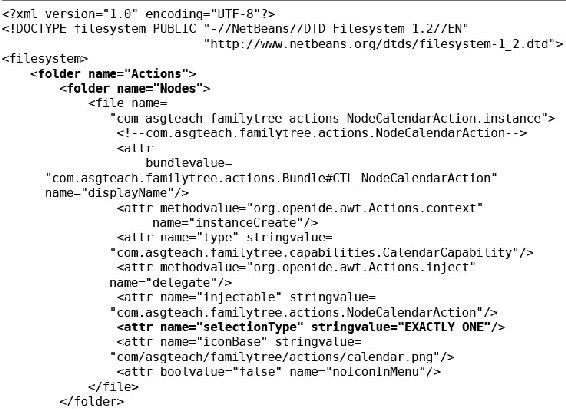 <?xml version="1.0" encoding="UTF-8"?>
<!DOCTYPE filesystem PUBLIC "-//NetBeans//DTD Filesystem 1.2//EN"
"http://www.netbeans.org/dtds/filesystem-1_2.dtd">
<filesystem>
<folder name="Actions">
<folder name="Nodes">
<file name=
"com asgteach familytree actions NodeCalendarAction.instance">
<!--com.asgteach.familytree.actions.NodeCalendarAction-->
<attr
bundlevalue=
"com.asgteach.familytree.actions.Bundle#CTL NodeCalendarAction"
name="displayName"/>
<attr methodvalue="org.openide.awt.Actions.context"
name="instanceCreate"/>
<attr name="type" stringvalue=
"com.asgteach.familytree.capabilities.CalendarCapability"/>
<attr methodvalue="org.openide.awt.Actions.inject"
name="delegate"/>
<attr name="injectable" stringvalue=
"com.asgteach.familytree.actions.NodeCalendarAction"/>
<attr name="selectionType" stringvalue="EXACTLY ONE"/>
<attr name="iconBase" stringvalue=
"com/asgteach/familytree/actions/calendar.png"/>
<attr boolvalue="false" name="noIconInMenu"/>
</file>
</folder>